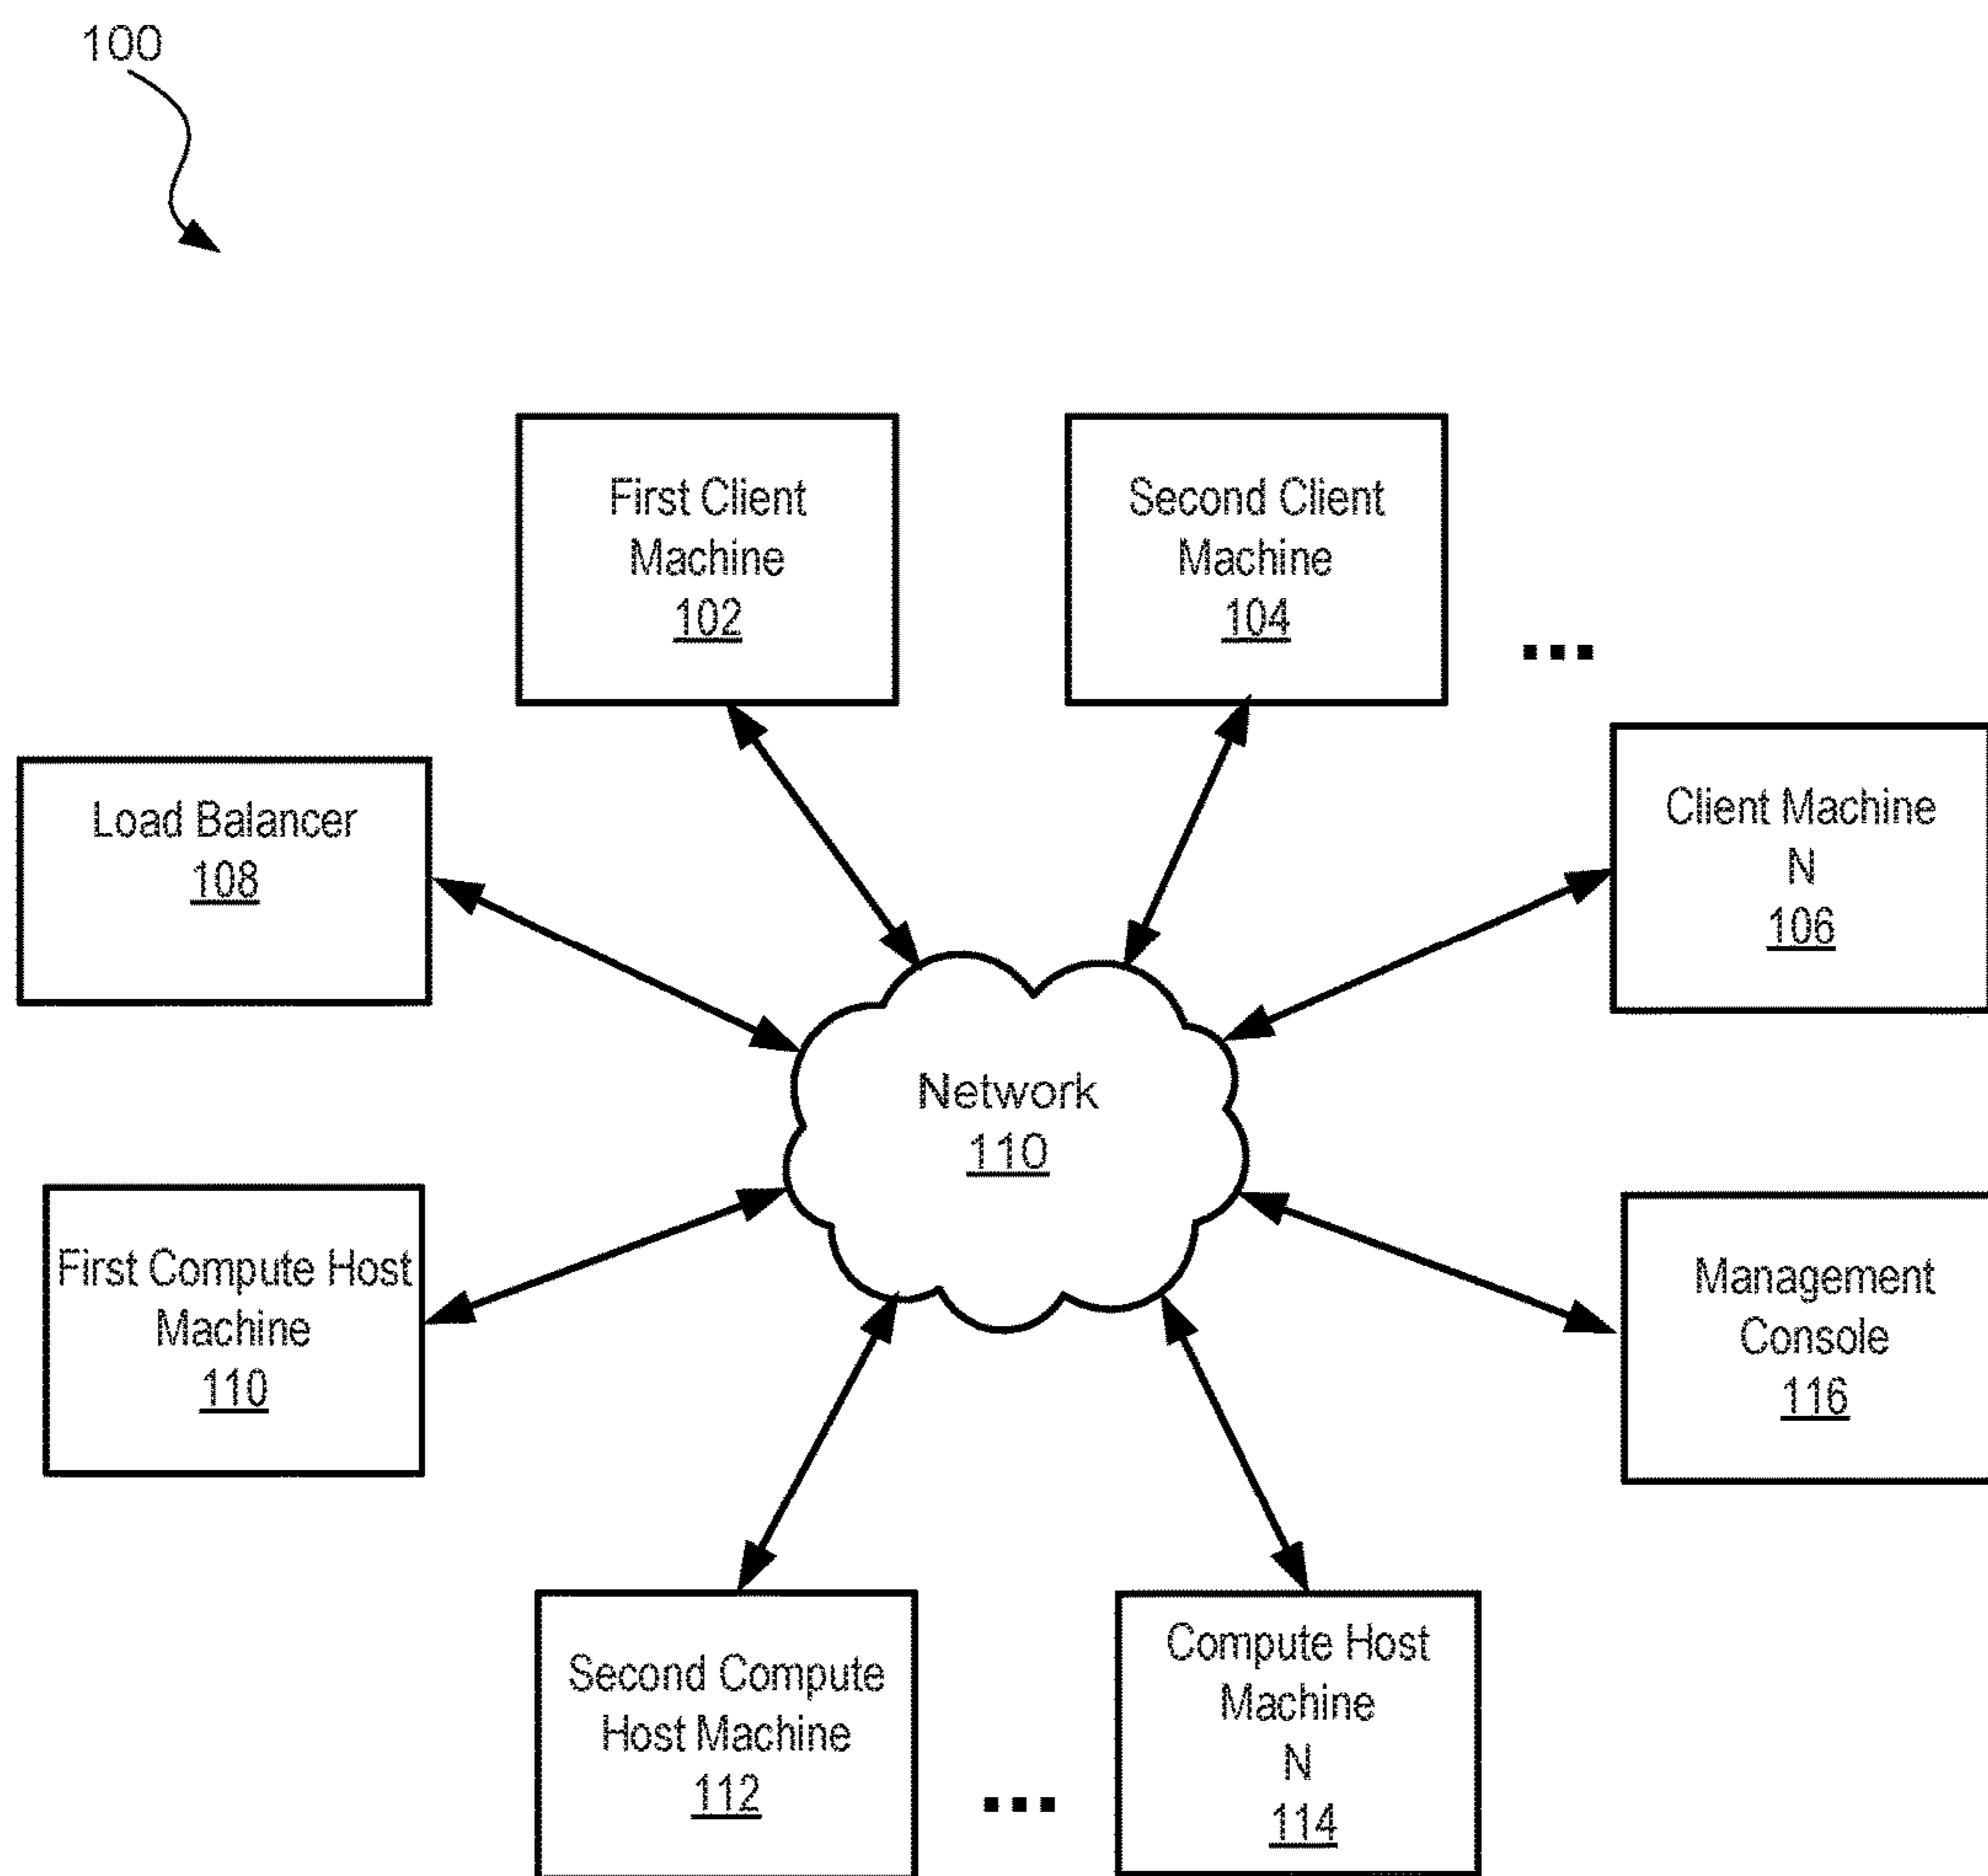 100
First Client
Machine
102
Second Client
Machine
104
...
Load Balancer
108
Client Machine
N
106
Network
110
First Compute Host
Machine
110
Management
Console
116
Second Compute
Host Machine
112
...
Compute Host
Machine
N
114